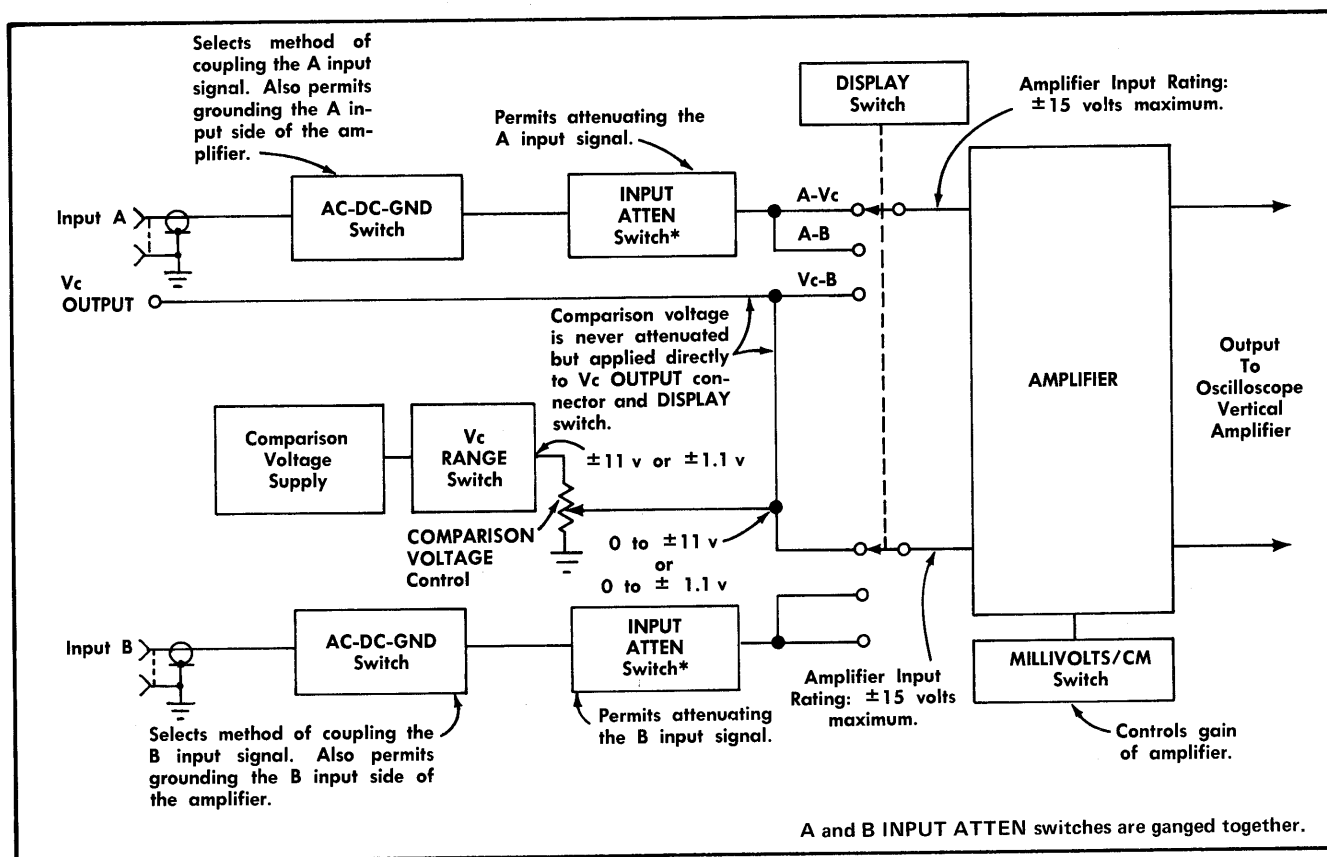 Selects method of
coupling the A input
signal. Also permits
grounding the A in-
put side of the am-
plifier.
Permits attenuating the
A input signal.
DISPLAY
Switch
Amplifier Input Rating:
±15 volts maximum.
Input A
AC-DC-GND
Switch
INPUT
ATTEN
Switch*
A-Vc
A-B
Vc-B
Vc
OUTPUT
Comparison voltage
is never attenuated
but applied directly
to Vc OUTPUT con-
nector and DISPLAY
switch.
AMPLIFIER
Output
To
Oscilloscope
Vertical
Amplifier
Comparison
Voltage
Supply
Vc
RANGE
Switch
±11 v or ±1.1 v
COMPARISON
VOLTAGE
Control
0 to ±11 v
or
0 to ± 1.1 v
Input B
AC-DC-GND
Switch
INPUT
ATTEN
Switch*
Amplifier Input
Rating: ±15 volts
maximum.
MILLIVOLTS/CM
Switch
Selects method of coupling the
B input signal. Also permits
grounding the B input side of
the amplifier.
Permits attenuating
the B input signal.
Controls gain
of amplifier.
A and B INPUT ATTEN switches are ganged together.